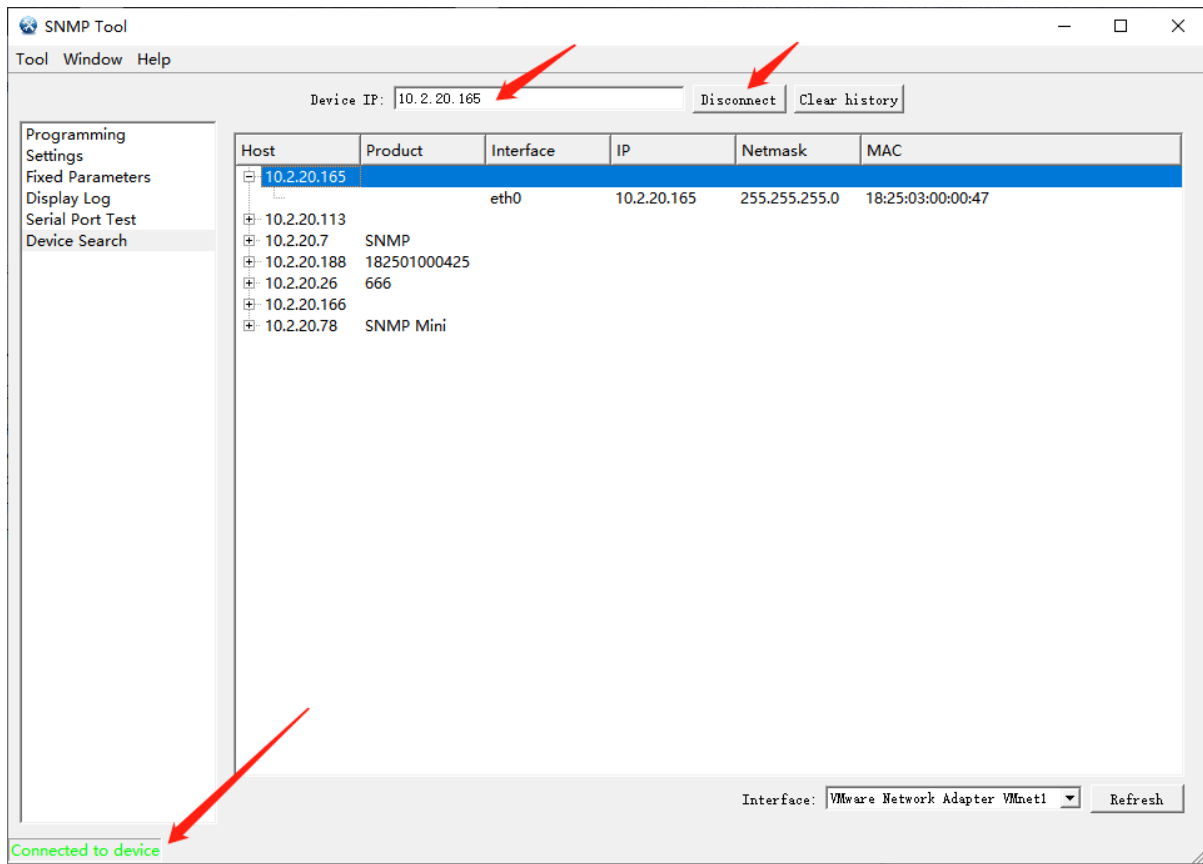 SNMP Tool
Tool Window Help
Device IP: 10.2.20.165 Disconnect Clear history
Programming
Settings
Fixed Parameters
Display Log
Serial Port Test
Device Search
Host Product Interface IP Netmask MAC
10.2.20.165
eth0 10.2.20.165 255.255.255.0 18:25:03:00:00:47
10.2.20.113
10.2.20.7 SNMP
10.2.20.188 182501000425
10.2.20.26 666
10.2.20.166
10.2.20.78 SNMP Mini
Interface: VMware Network Adapter VMnet1 Refresh
Connected to device